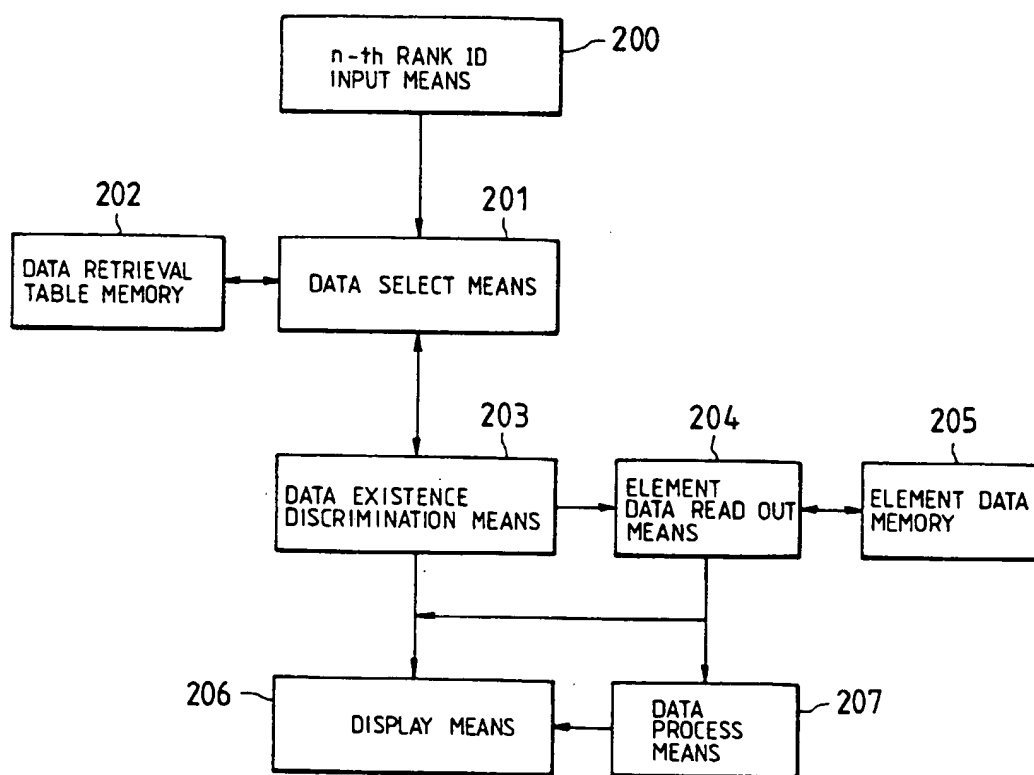 n-th RANK ID
INPUT MEANS
200
202
201
DATA RETRIEVAL
TABLE MEMORY
DATA SELECT MEANS
203
204
205
DATA EXISTENCE
DISCRIMINATION MEANS
ELEMENT
DATA READ OUT
MEANS
ELEMENT DATA
MEMORY
206
DISPLAY MEANS
DATA
PROCESS
MEANS
207